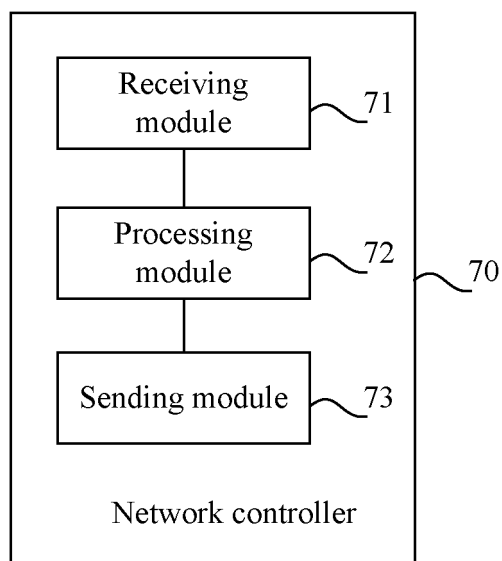 Receiving
module
71
Processing
module
72
70
Sending module
73
Network controller